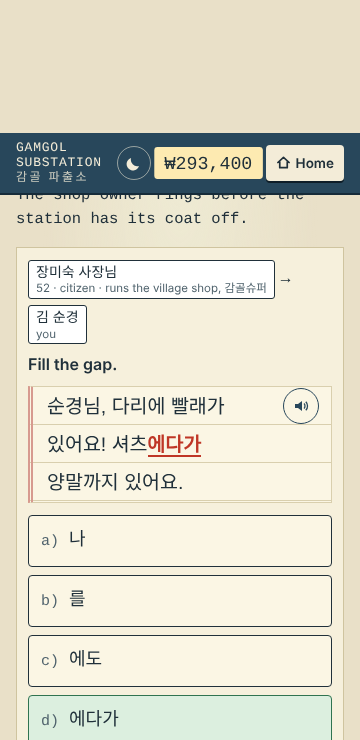 GAMGOL
SUBSTATION
감골 파출소
₩293,400
Home
The shop owner rings before the
station has its coat off.
장미숙 사장님
52 · citizen · runs the village shop, 감골슈퍼
→
김 순경
you
Fill the gap.
순경님, 다리에 빨래가
있어요! 셔츠에다가
양말까지 있어요.
a) 나
b) 를
c) 에도
d) 에다가